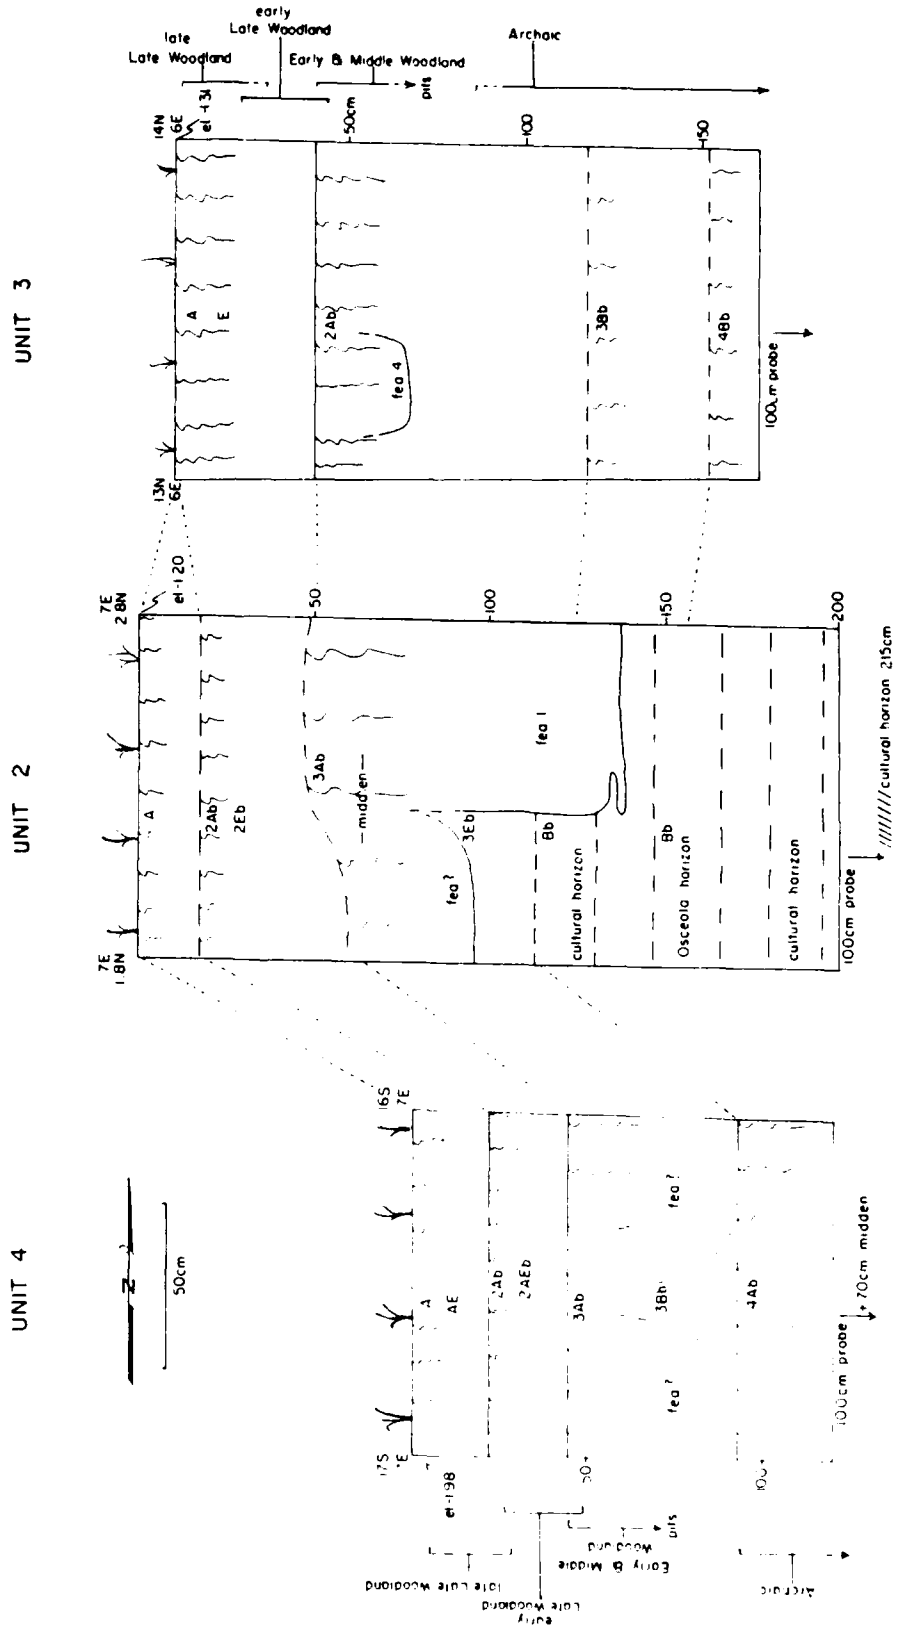 UNIT 4
50cm
16S
7E
17S
el-198
A
AE
2Ab
2AEb
3Ab
3Bb
fea?
fea?
4Ab
50
100
100cm probe
+70cm midden
late Late Woodland
early
Late Woodland
Early & Middle
Woodland
pits
Archaic
UNIT 2
7E
1.8N
7E
2.8N
el-120
A
2Ab
2Eb
3Ab
midden
3Eb
fea?
fea 1
Bb
cultural horizon
Bb
Osceola horizon
cultural horizon
50
100
150
200
100cm probe
cultural horizon 215cm
UNIT 3
13N
6E
14N
6E
el-131
A
E
2Ab
fea 4
3Bb
4Bb
50cm
100
150
100cm probe
late
Late Woodland
early
Late Woodland
Early & Middle Woodland
pits
Archaic